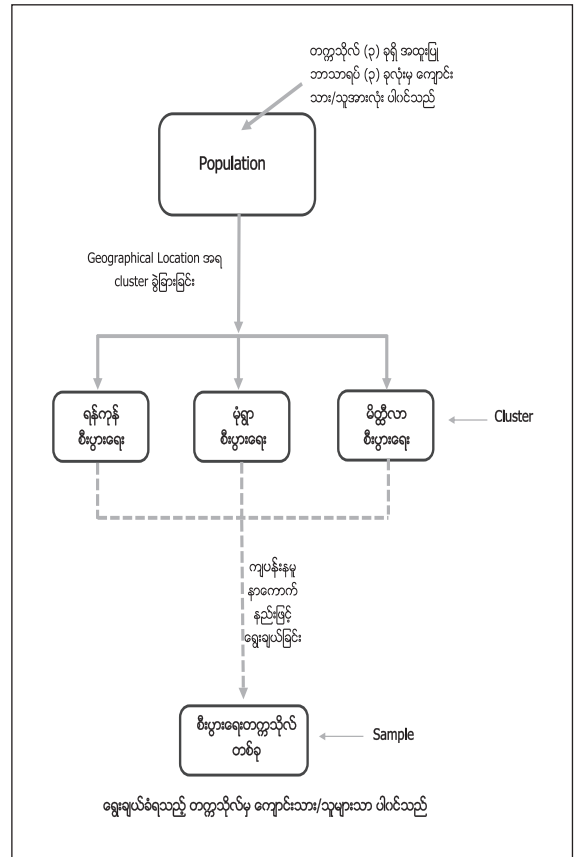 တက္ကသိုလ် (၃) ခုရှိ အထူးပြု
ဘာသာရပ် (၃) ခုလုံးမှ ကျောင်း
သား/သူအားလုံး ပါဝင်သည်
Population
Geographical Location အရ
cluster ခွဲခြားခြင်း
ရန်ကုန်
စီးပွားရေး
မုံရွာ
စီးပွားရေး
မိတ္ထီလာ
စီးပွားရေး
Cluster
ကျပန်းနမူ
နာကောက်
နည်းဖြင့်
ရွေးချယ်ခြင်း
စီးပွားရေးတက္ကသိုလ်
တစ်ခု
Sample
ရွေးချယ်ခံရသည့် တက္ကသိုလ်မှ ကျောင်းသား/သူများသာ ပါဝင်သည်